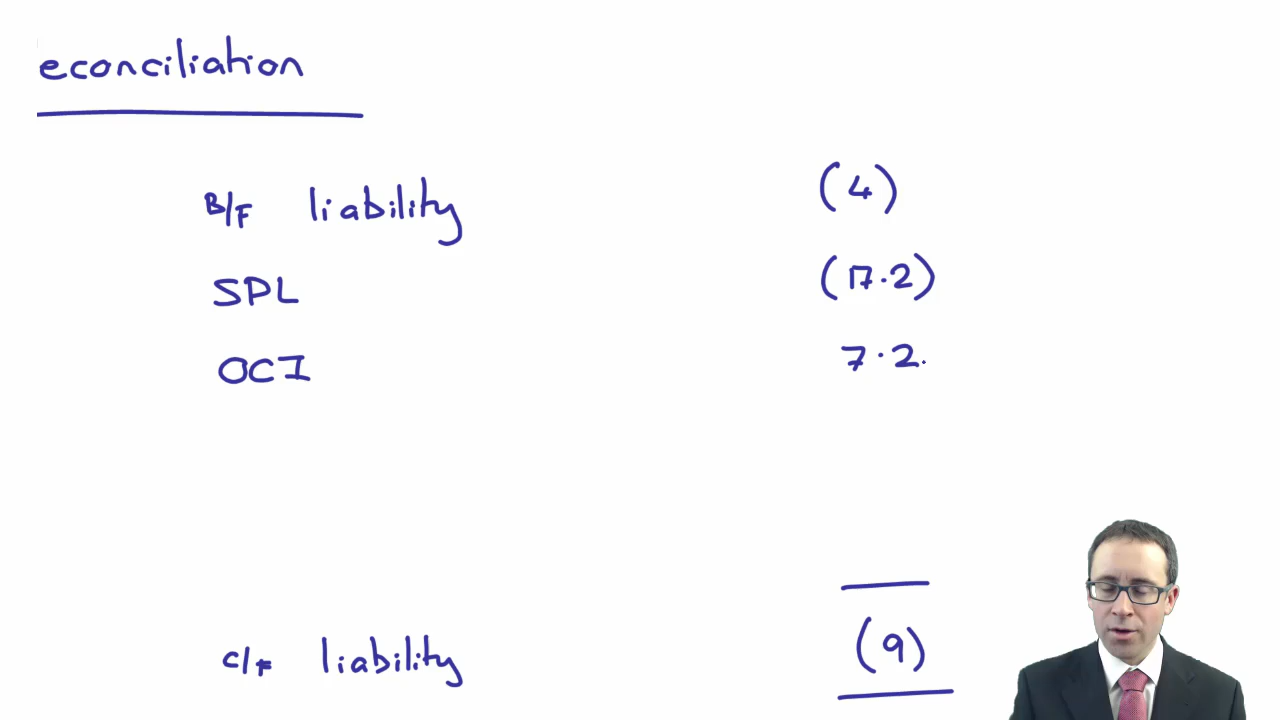 econciliation
B/F liability (4)
SPL (17.2)
OCI 7.2
C/F liability (9)